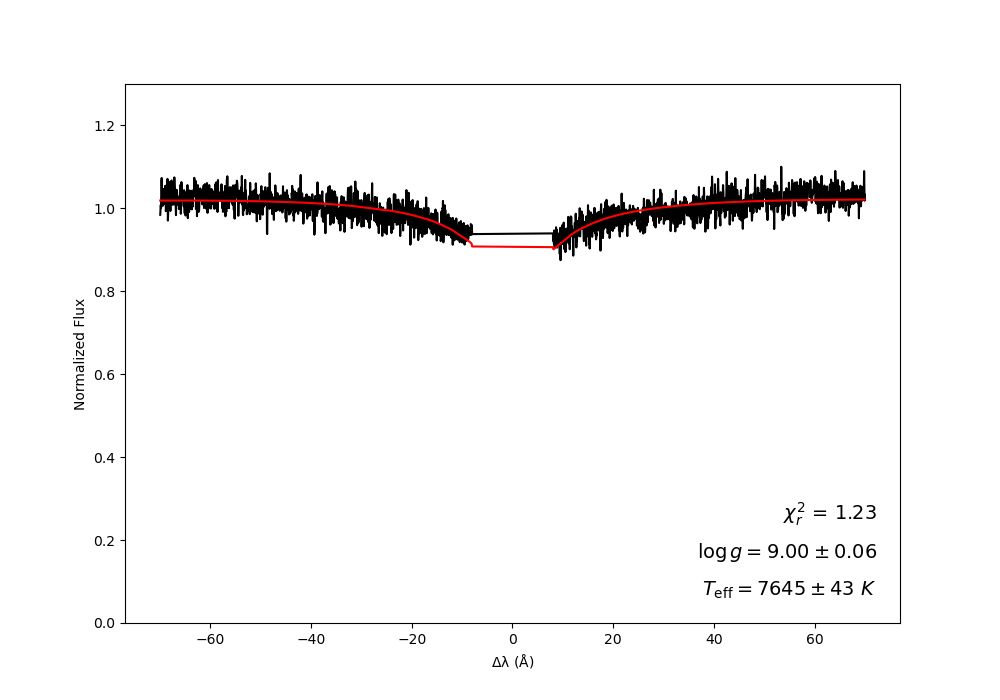 Normalized Flux
1.2
1.0
0.8
0.6
0.4
0.2
0.0
−60
−40
−20
0
20
40
60
Δλ (Å)
χ²ᵣ = 1.23
log g = 9.00 ± 0.06
T_eff = 7645 ± 43 K